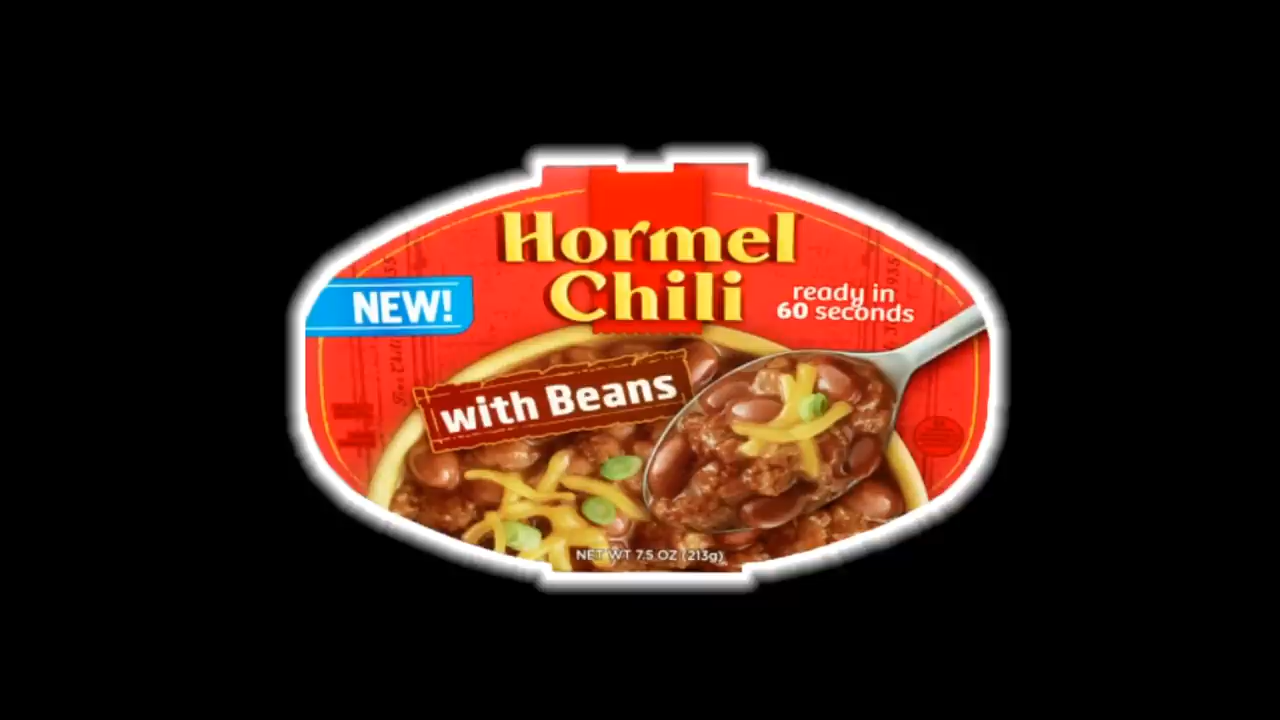 Hormel
Chili
NEW!
ready in
60 seconds
with Beans
NET WT 7.5 OZ (213g)